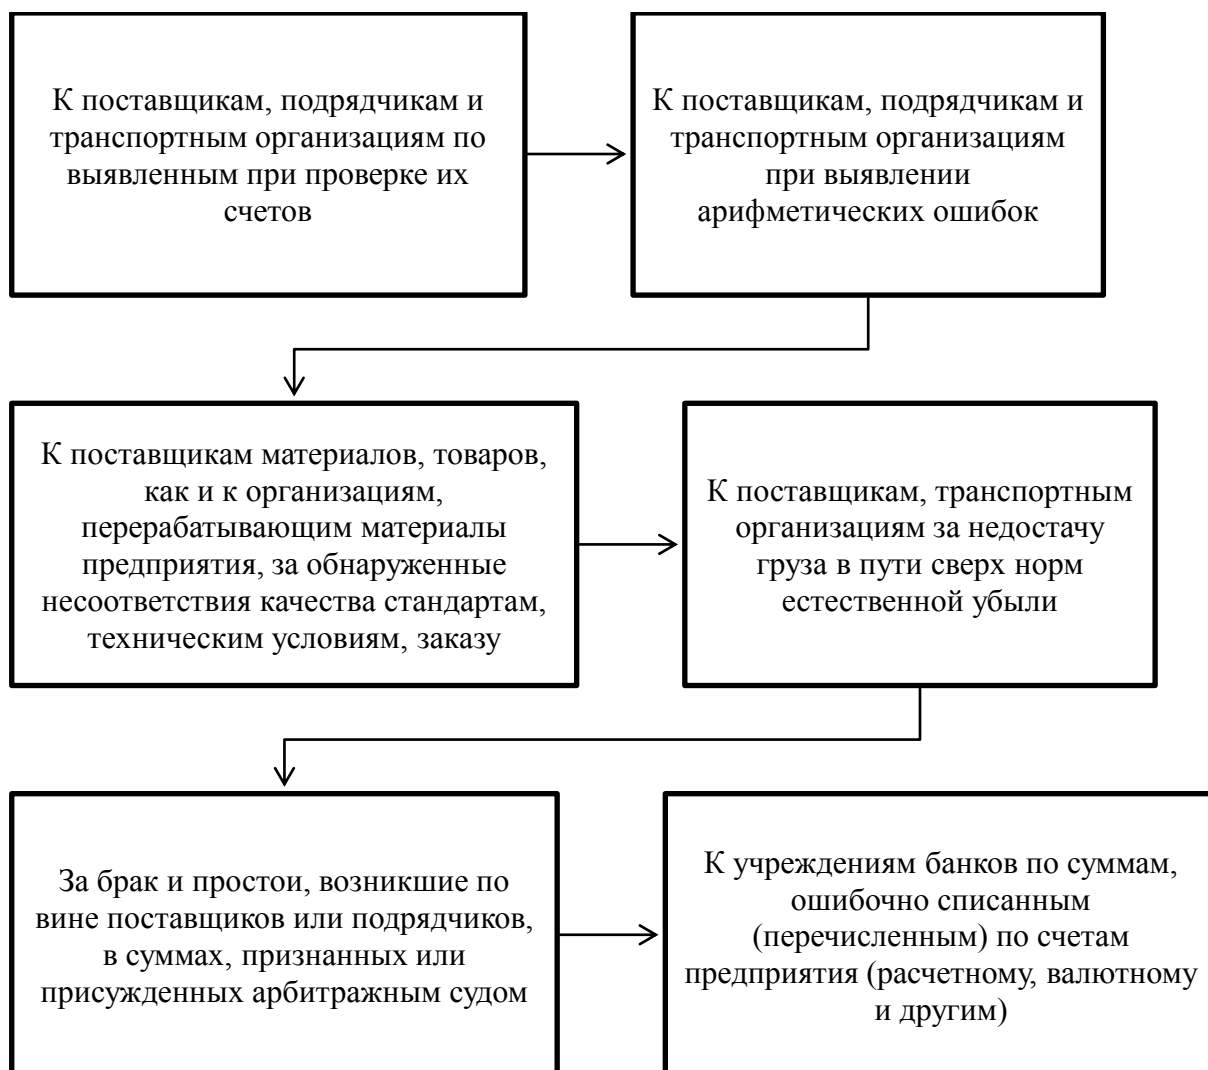 К поставщикам, подрядчикам и
транспортным организациям по
выявленным при проверке их
счетов
К поставщикам, подрядчикам и
транспортным организациям
при выявлении
арифметических ошибок
К поставщикам материалов, товаров,
как и к организациям,
перерабатывающим материалы
предприятия, за обнаруженные
несоответствия качества стандартам,
техническим условиям, заказу
К поставщикам, транспортным
организациям за недостачу
груза в пути сверх норм
естественной убыли
За брак и простои, возникшие по
вине поставщиков или подрядчиков,
в суммах, признанных или
присужденных арбитражным судом
К учреждениям банков по суммам,
ошибочно списанным
(перечисленным) по счетам
предприятия (расчетному, валютному
и другим)